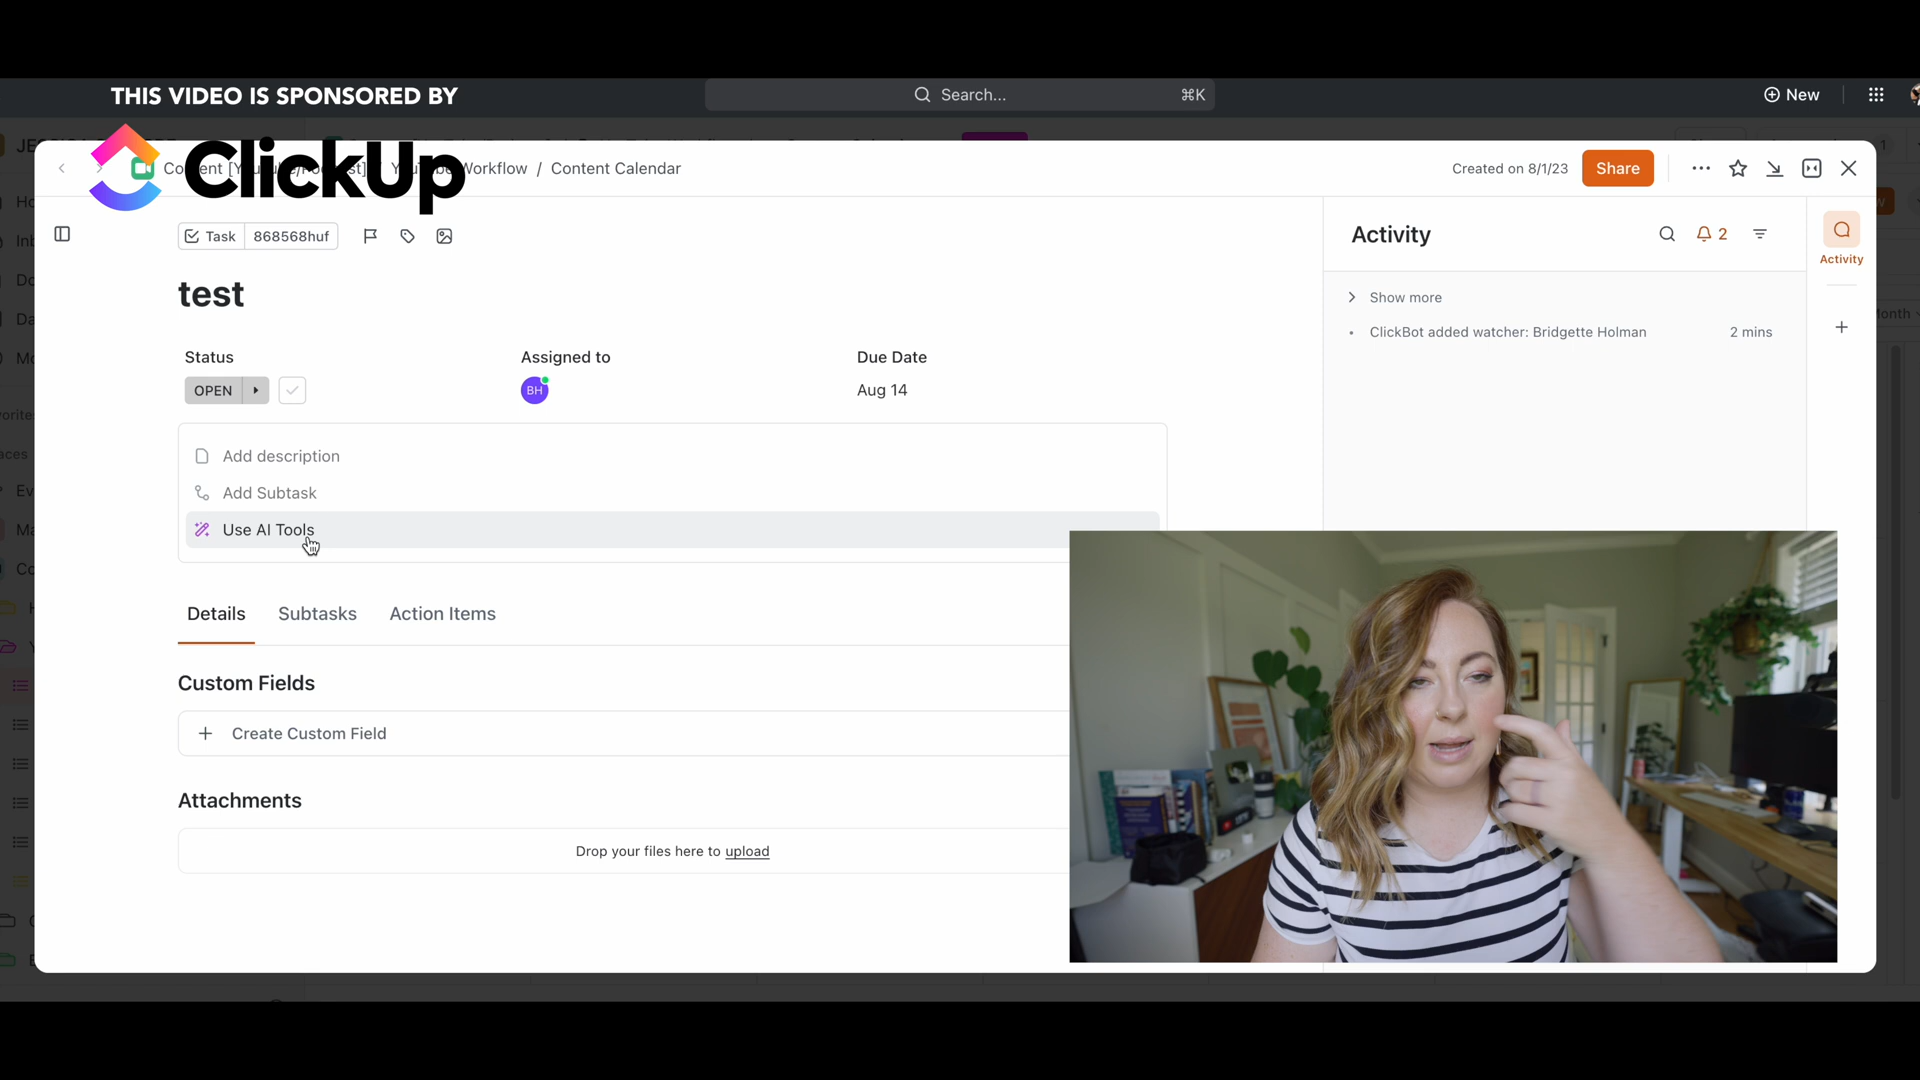 THIS VIDEO IS SPONSORED BY
Search...
⌘K
New
ClickUp
Workflow / Content Calendar
Created on 8/1/23
Share
Task
868568huf
Activity
2
Activity
test
Show more
ClickBot added watcher: Bridgette Holman
2 mins
Status
Assigned to
Due Date
OPEN
BH
Aug 14
Add description
Add Subtask
Use AI Tools
Details
Subtasks
Action Items
Custom Fields
Create Custom Field
Attachments
Drop your files here to upload